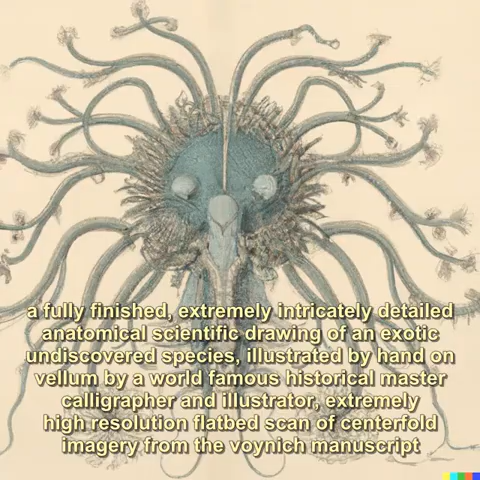 a fully finished, extremely intricately detailed
anatomical scientific drawing of an exotic
undiscovered species, illustrated by hand on
vellum by a world famous historical master
calligrapher and illustrator, extremely
high resolution flatbed scan of centerfold
imagery from the voynich manuscript